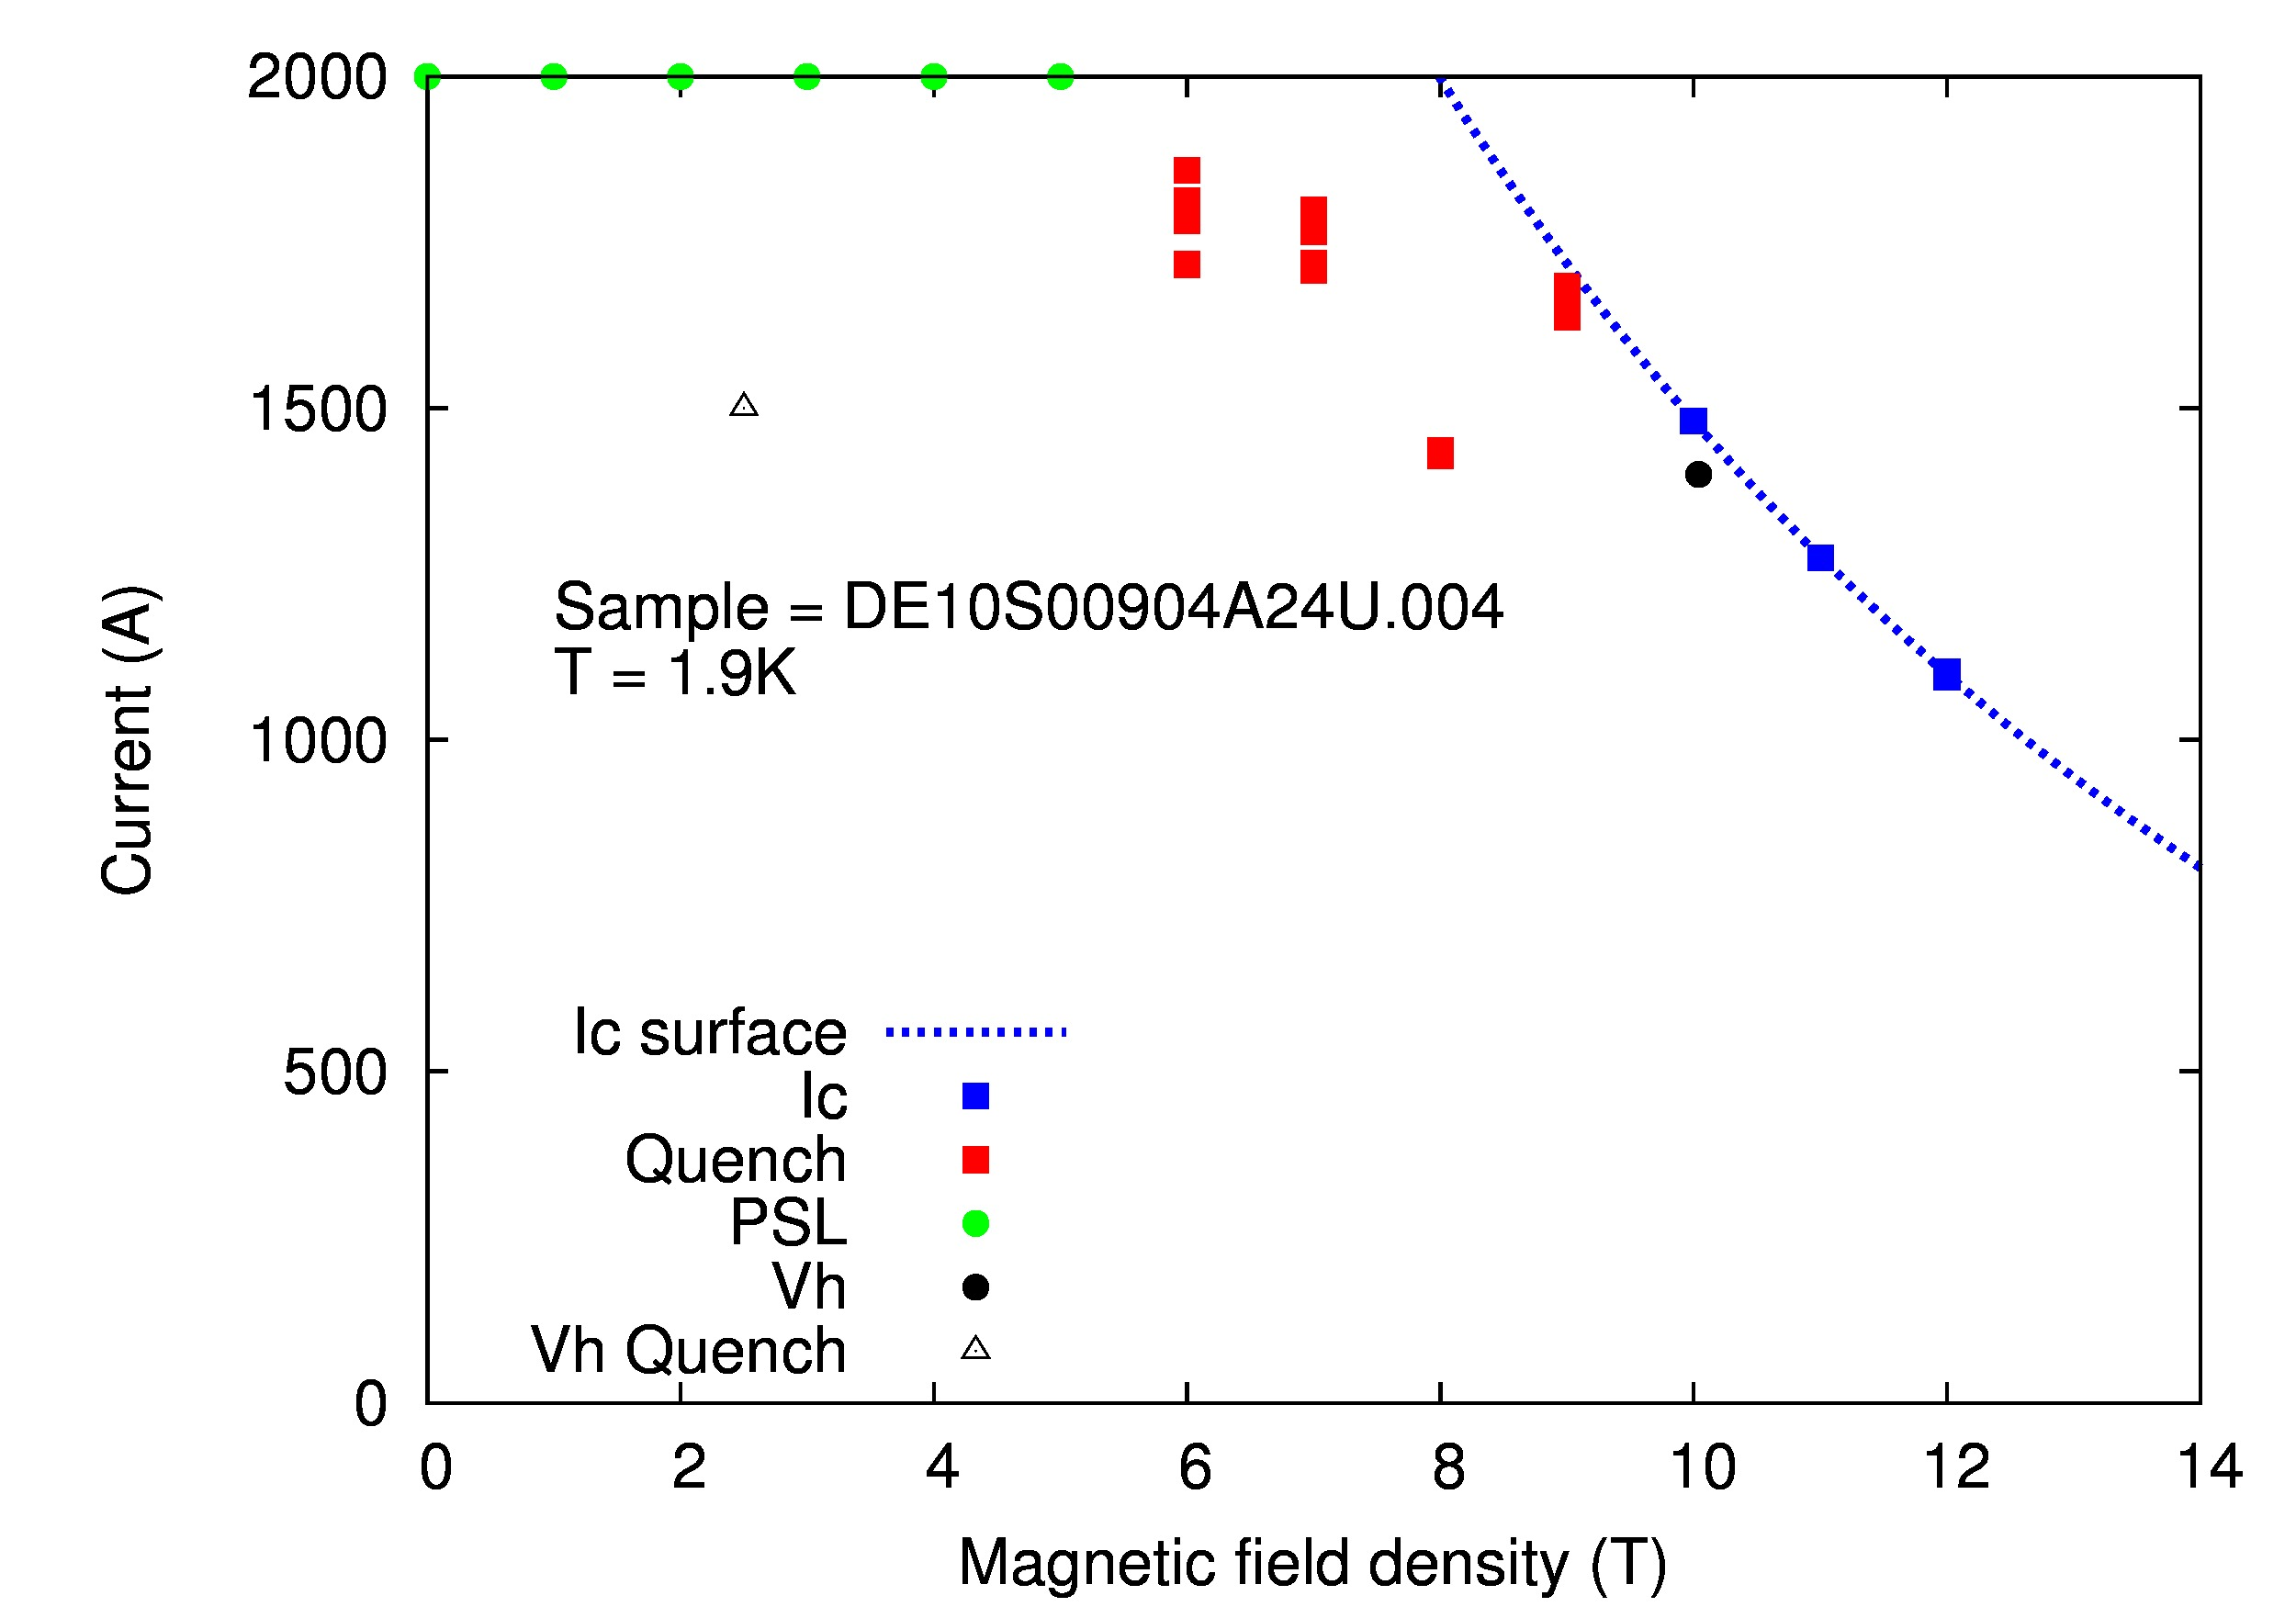 2000
1500
1000
500
0
Current (A)
Sample = DE10S00904A24U.004
T = 1.9K
Ic surface
Ic
Quench
PSL
Vh
Vh Quench
0 2 4 6 8 10 12 14
Magnetic field density (T)